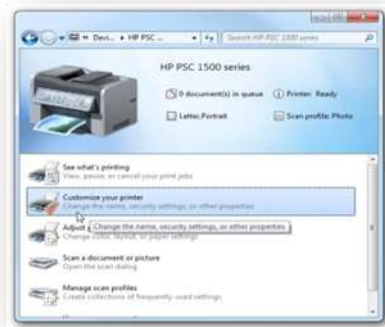 Devi... ▸ HP PSC ...
Search HP PSC 1500 series
HP PSC 1500 series
0 document(s) in queue
Printer: Ready
Letter, Portrait
Scan profile: Photo
See what's printing
View, pause, or cancel your print jobs
Customize your printer
Change the name, security settings, or other properties
Adjust
Change the name, security settings, or other properties
Change color, layout, or paper settings
Scan a document or picture
Open the scan dialog
Manage scan profiles
Create collections of frequently-used settings